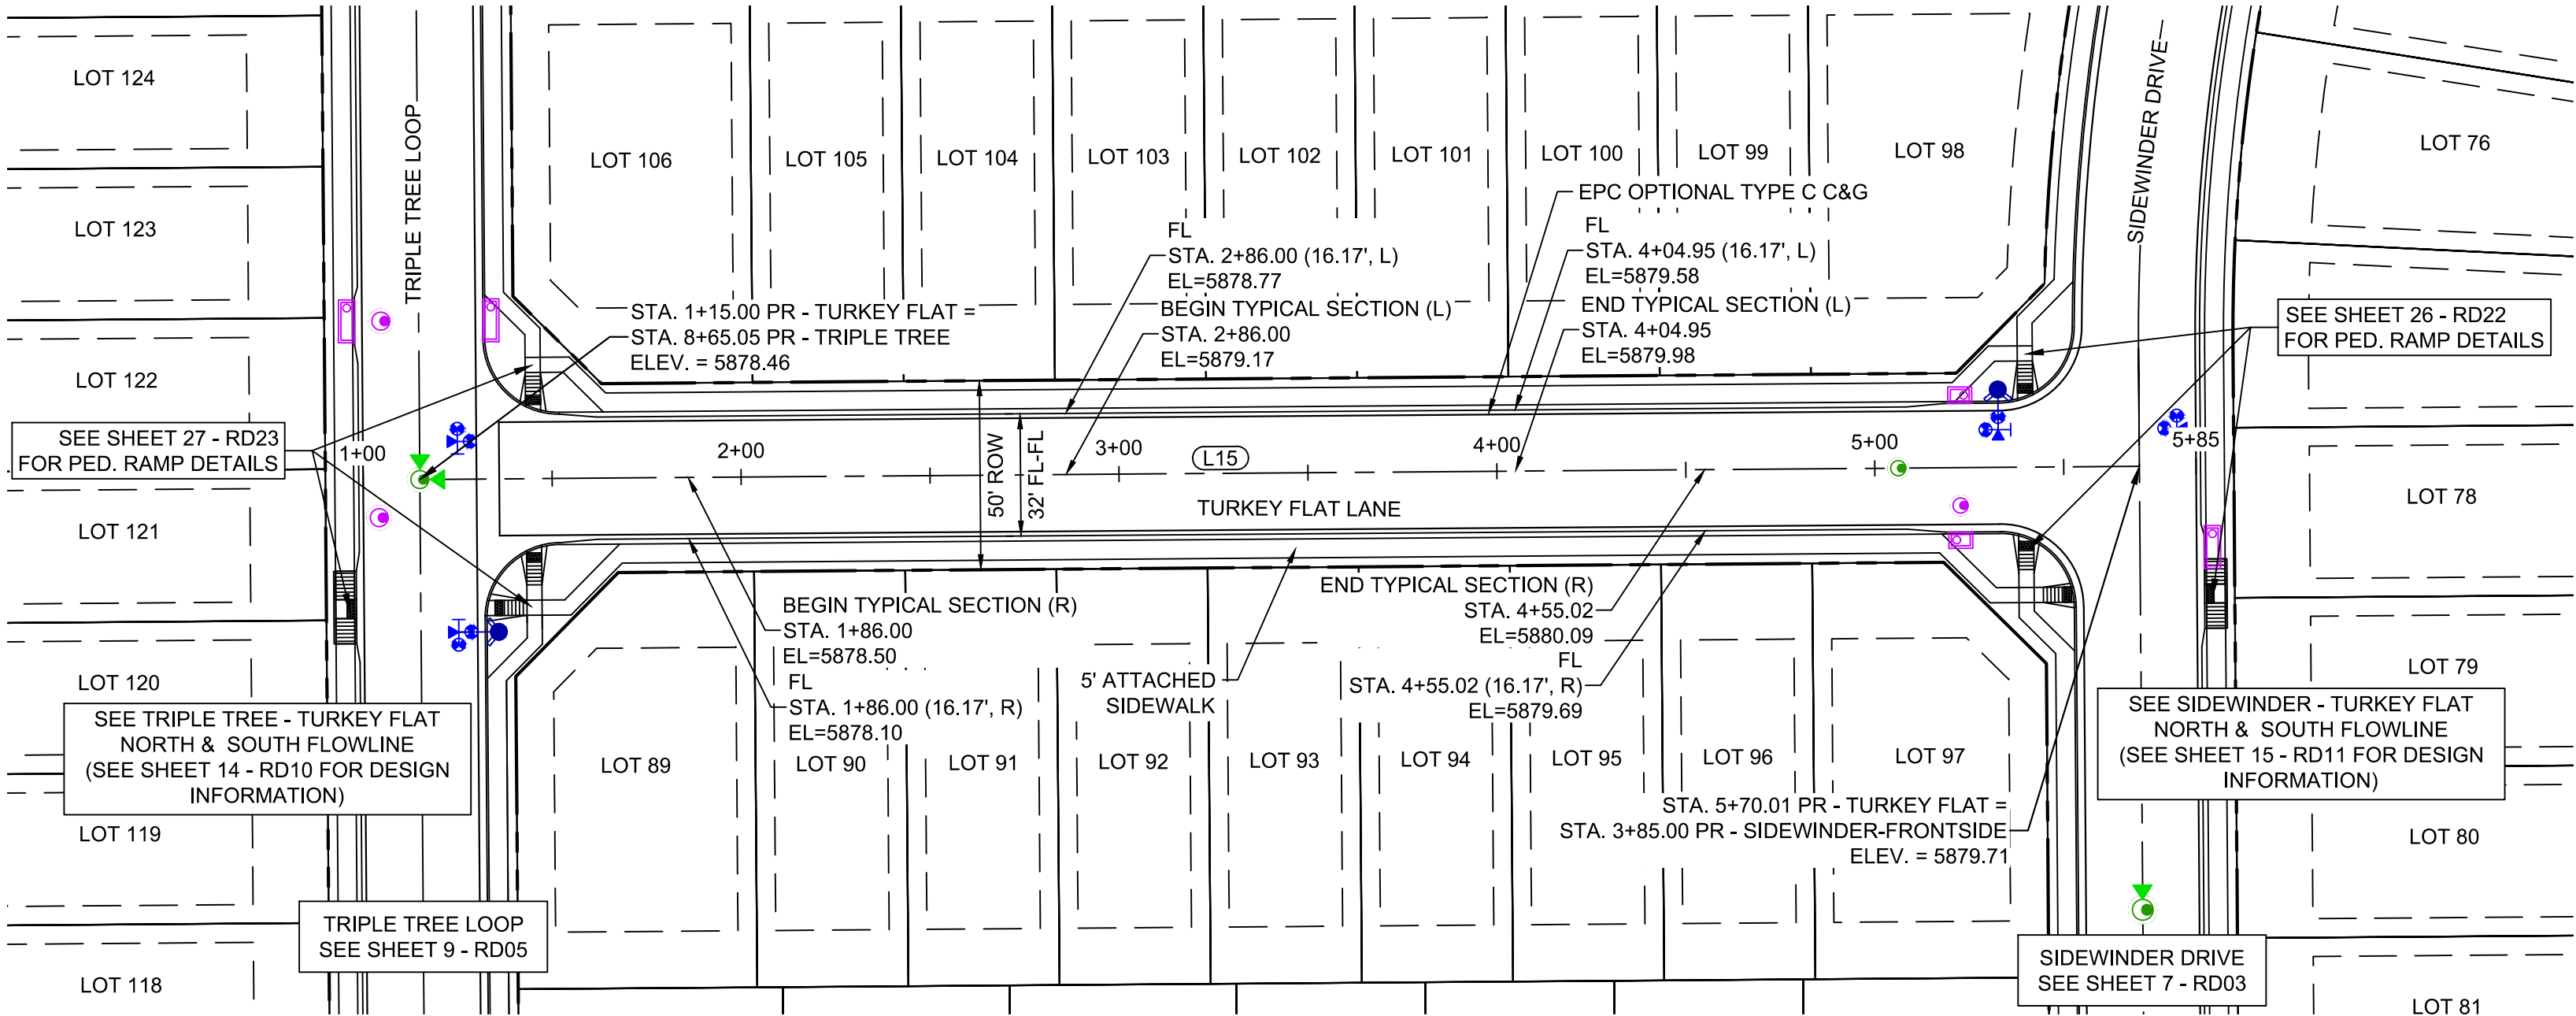 LOT 124
LOT 123
LOT 122
LOT 121
LOT 120
LOT 119
LOT 118
TRIPLE TREE LOOP
LOT 106
LOT 105
LOT 104
LOT 103
LOT 102
LOT 101
LOT 100
LOT 99
LOT 98
SIDEWINDER DRIVE
LOT 76
LOT 78
LOT 79
LOT 80
LOT 81
EPC OPTIONAL TYPE C C&G
FL
STA. 2+86.00 (16.17', L)
EL=5878.77
BEGIN TYPICAL SECTION (L)
STA. 2+86.00
EL=5879.17
FL
STA. 4+04.95 (16.17', L)
EL=5879.58
END TYPICAL SECTION (L)
STA. 4+04.95
EL=5879.98
STA. 1+15.00 PR - TURKEY FLAT =
STA. 8+65.05 PR - TRIPLE TREE
ELEV. = 5878.46
SEE SHEET 26 - RD22
FOR PED. RAMP DETAILS
SEE SHEET 27 - RD23
FOR PED. RAMP DETAILS
1+00
2+00
3+00
L15
4+00
5+00
5+85
50' ROW
32' FL-FL
TURKEY FLAT LANE
BEGIN TYPICAL SECTION (R)
STA. 1+86.00
EL=5878.50
FL
STA. 1+86.00 (16.17', R)
EL=5878.10
5' ATTACHED
SIDEWALK
END TYPICAL SECTION (R)
STA. 4+55.02
EL=5880.09
FL
STA. 4+55.02 (16.17', R)
EL=5879.69
SEE TRIPLE TREE - TURKEY FLAT
NORTH & SOUTH FLOWLINE
(SEE SHEET 14 - RD10 FOR DESIGN
INFORMATION)
SEE SIDEWINDER - TURKEY FLAT
NORTH & SOUTH FLOWLINE
(SEE SHEET 15 - RD11 FOR DESIGN
INFORMATION)
LOT 89
LOT 90
LOT 91
LOT 92
LOT 93
LOT 94
LOT 95
LOT 96
LOT 97
STA. 5+70.01 PR - TURKEY FLAT =
STA. 3+85.00 PR - SIDEWINDER-FRONTSIDE
ELEV. = 5879.71
TRIPLE TREE LOOP
SEE SHEET 9 - RD05
SIDEWINDER DRIVE
SEE SHEET 7 - RD03